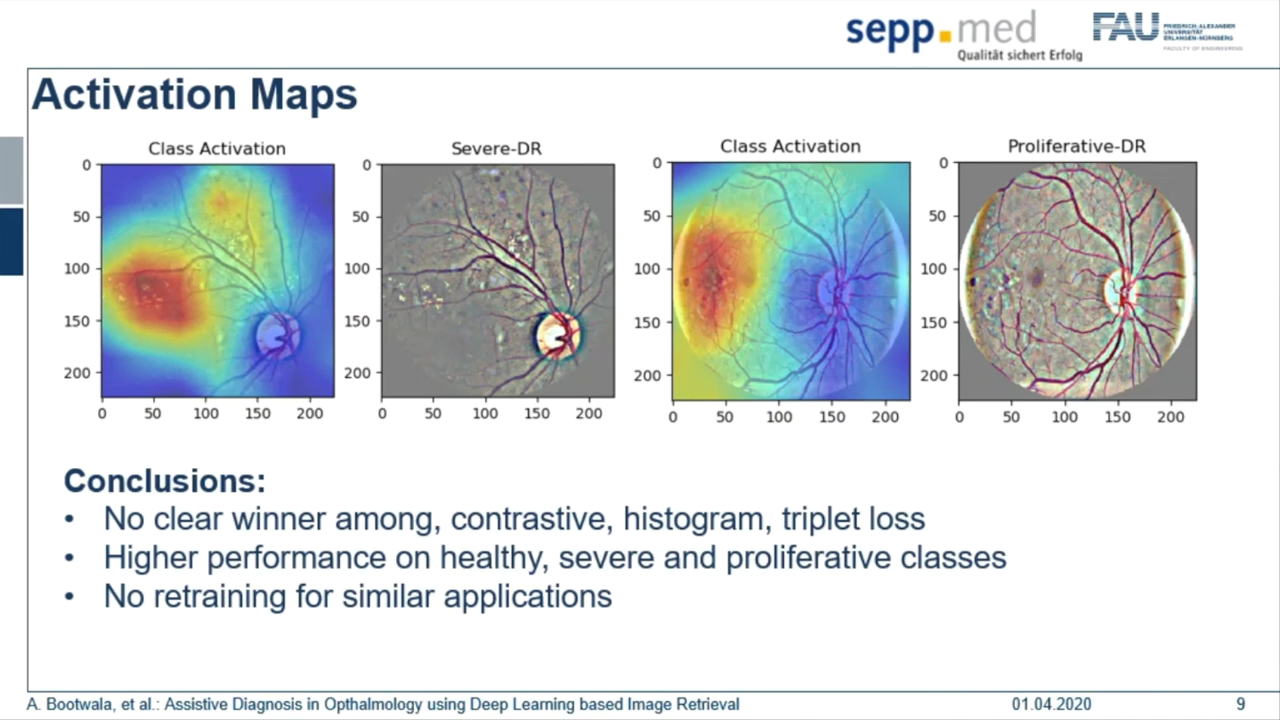 sepp.med
Qualität sichert Erfolg
FAU
FRIEDRICH-ALEXANDER
UNIVERSITÄT
ERLANGEN-NÜRNBERG
FACULTY OF ENGINEERING
Activation Maps
Class Activation
Severe-DR
Class Activation
Proliferative-DR
0
50
100
150
200
0 50 100 150 200
0
50
100
150
200
0 50 100 150 200
0
50
100
150
200
0 50 100 150 200
0
50
100
150
200
0 50 100 150 200
Conclusions:
• No clear winner among, contrastive, histogram, triplet loss
• Higher performance on healthy, severe and proliferative classes
• No retraining for similar applications
A. Bootwala, et al.: Assistive Diagnosis in Opthalmology using Deep Learning based Image Retrieval
01.04.2020
9